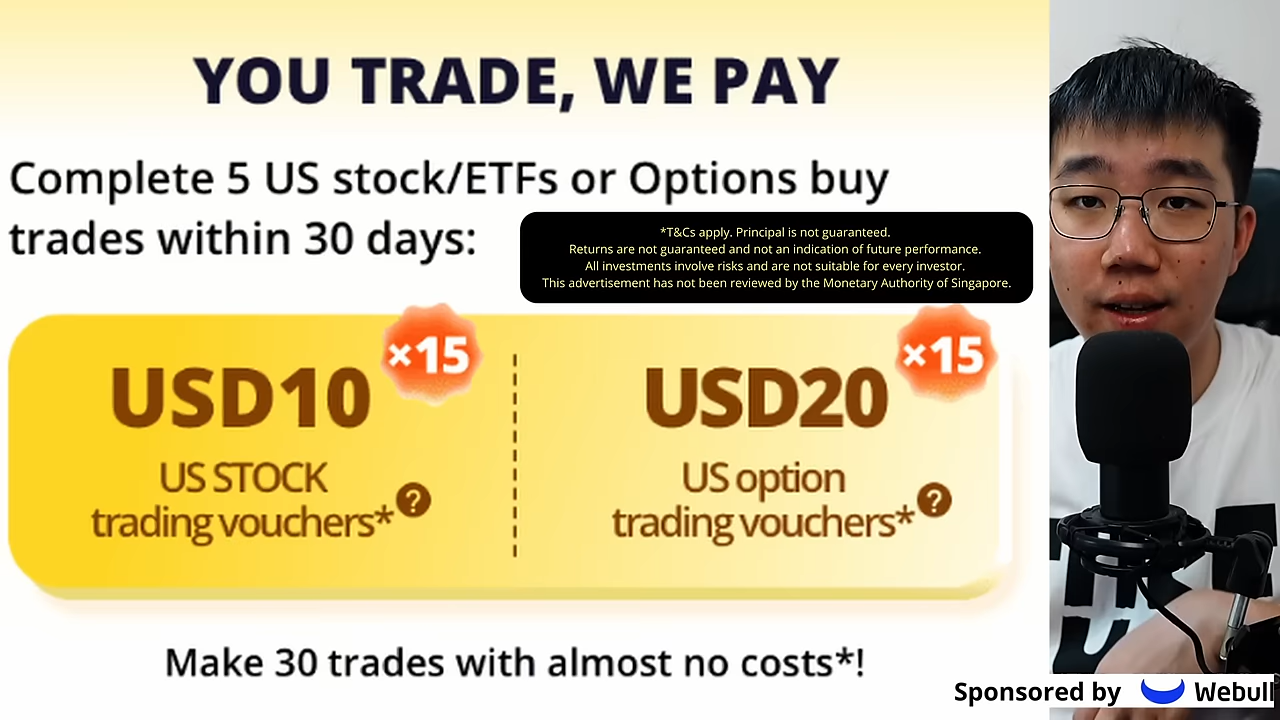 YOU TRADE, WE PAY
Complete 5 US stock/ETFs or Options buy
trades within 30 days:
*T&Cs apply. Principal is not guaranteed.
Returns are not guaranteed and not an indication of future performance.
All investments involve risks and are not suitable for every investor.
This advertisement has not been reviewed by the Monetary Authority of Singapore.
×15
USD10
US STOCK
trading vouchers*
?
×15
USD20
US option
trading vouchers*
?
Make 30 trades with almost no costs*!
Sponsored by Webull